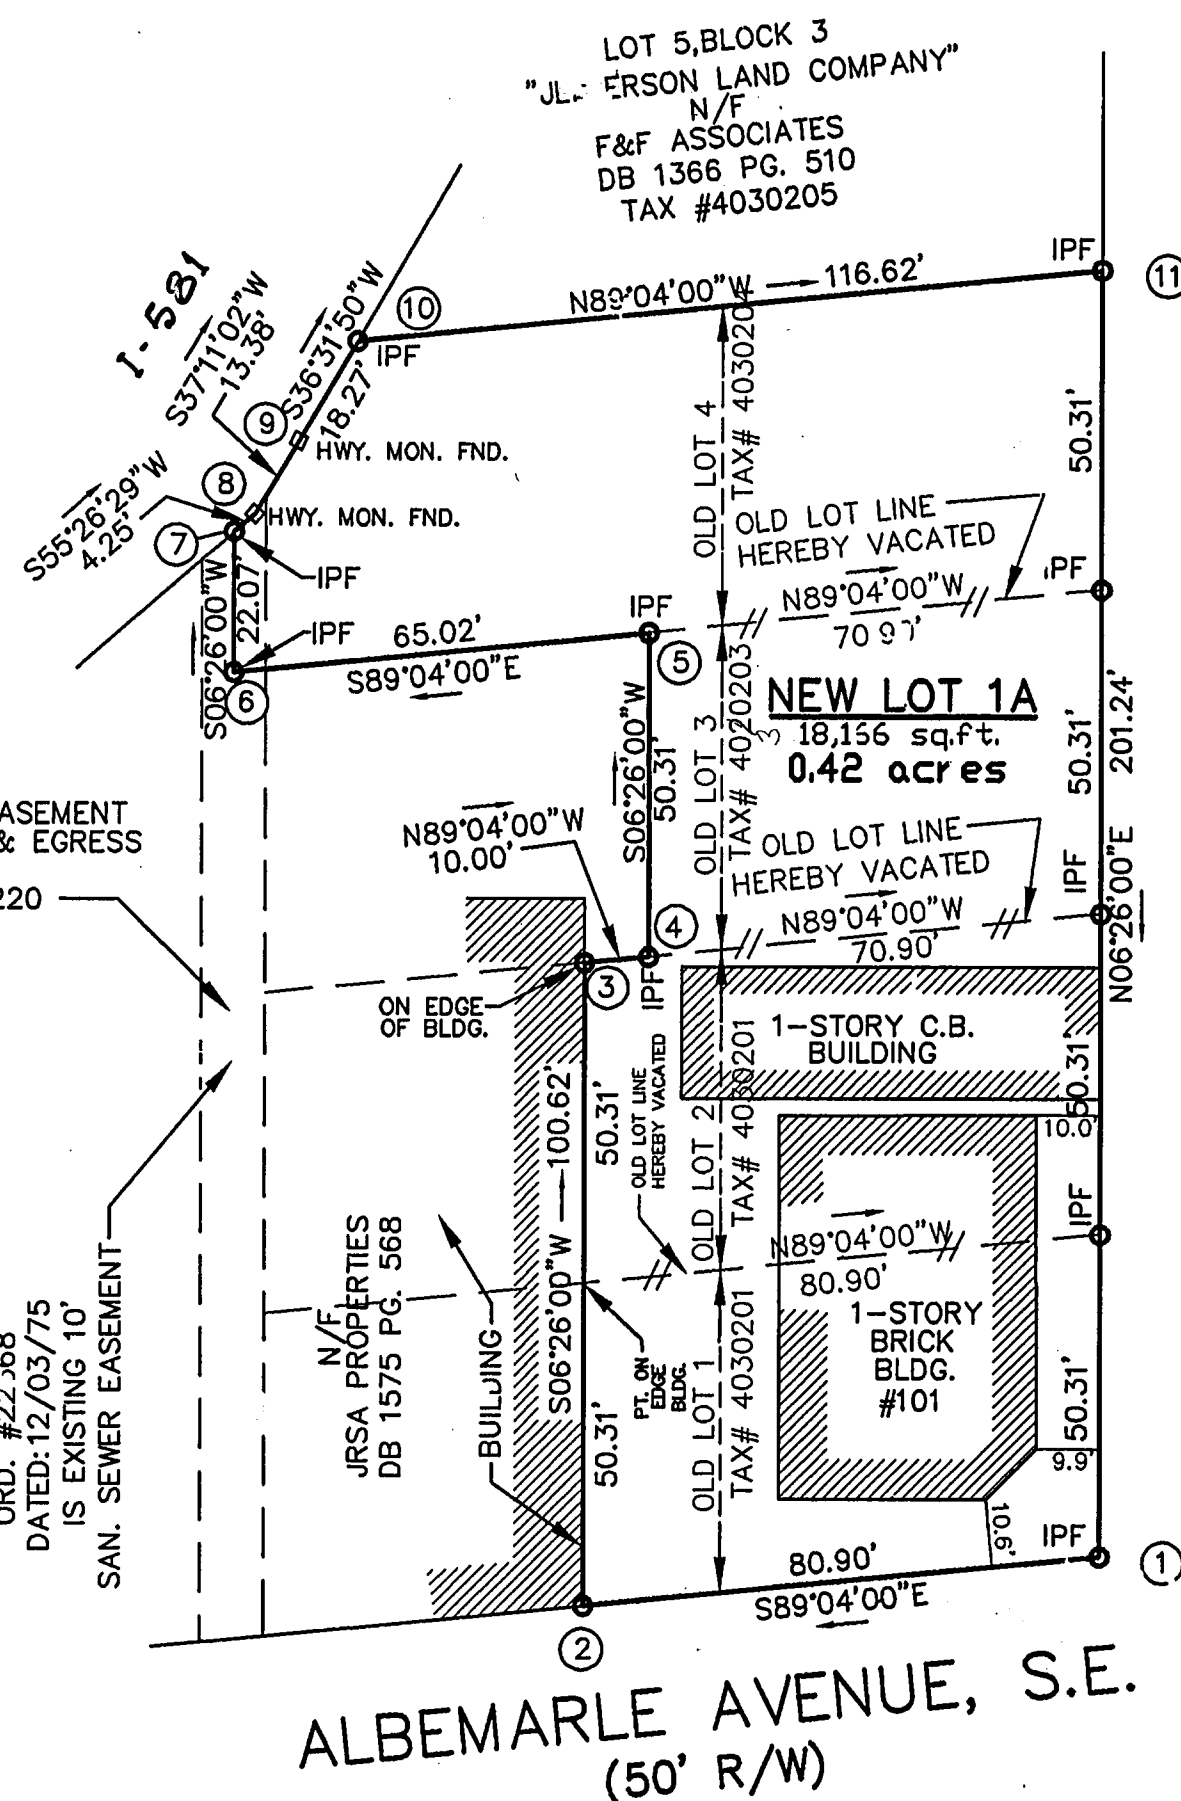 LOT 5,BLOCK 3
ERSON LAND COMPANY"
N/F
F&F ASSOCIATES
DB 1366 PG. 510
TAX #4030205
I-581
S37°11'02"W
13.38'
S36°31'50"W
18.27'
S55°26'29"W
4.25'
10
IPF
N89°04'00"W
116.62'
IPF
11
9
HWY. MON. FND.
8
HWY. MON. FND.
7
IPF
S06°26'00"W
22.07'
IPF
6
65.02'
S89°04'00"E
IPF
5
OLD LOT 4
50.31'
OLD LOT LINE
HEREBY VACATED
N89°04'00"W
NEW LOT 1A
18,156 sq.ft.
0.42 acres
OLD LOT 3
S06°26'00"W
50.31'
50.31'
201.24'
N06°26'00"E
N89°04'00"W
10.00'
OLD LOT LINE
HEREBY VACATED
N89°04'00"W
70.90'
IPF
4
IPF
3
ON EDGE
OF BLDG.
ASEMENT
& EGRESS
220
1-STORY C.B.
BUILDING
50.31'
10.0'
OLD LOT 2
TAX# 4030201
OLD LOT LINE
HEREBY VACATED
S06°26'00"W
100.62'
50.31'
N89°04'00"W
80.90'
IPF
1-STORY
BRICK
BLDG.
#101
50.31'
9.9'
10.6'
OLD LOT 1
TAX# 4030201
PT. ON
EDGE
BLDG.
50.31'
BUILDING
N/F
JRSA PROPERTIES
DB 1575 PG. 568
DATED: 12/03/75
IS EXISTING 10'
SAN. SEWER EASEMENT
IPF
1
80.90'
S89°04'00"E
2
ALBEMARLE AVENUE, S.E.
(50' R/W)